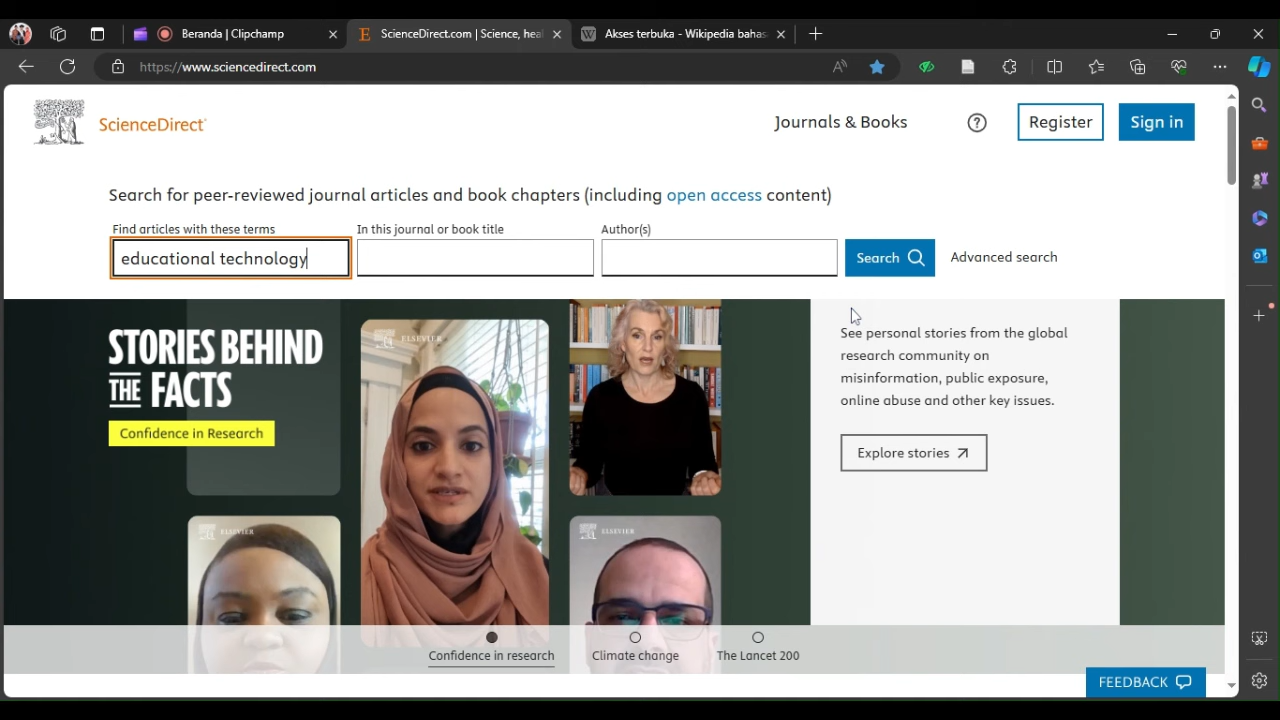 Beranda | Clipchamp
ScienceDirect.com | Science, heal
Akses terbuka - Wikipedia bahas
https://www.sciencedirect.com
ScienceDirect
Journals & Books
?
Register
Sign in
Search for peer-reviewed journal articles and book chapters (including open access content)
Find articles with these terms
In this journal or book title
Author(s)
educational technology
Search
Advanced search
STORIES BEHIND
THE FACTS
Confidence in Research
ELSEVIER
ELSEVIER
ELSEVIER
See personal stories from the global
research community on
misinformation, public exposure,
online abuse and other key issues.
Explore stories
Confidence in research
Climate change
The Lancet 200
FEEDBACK